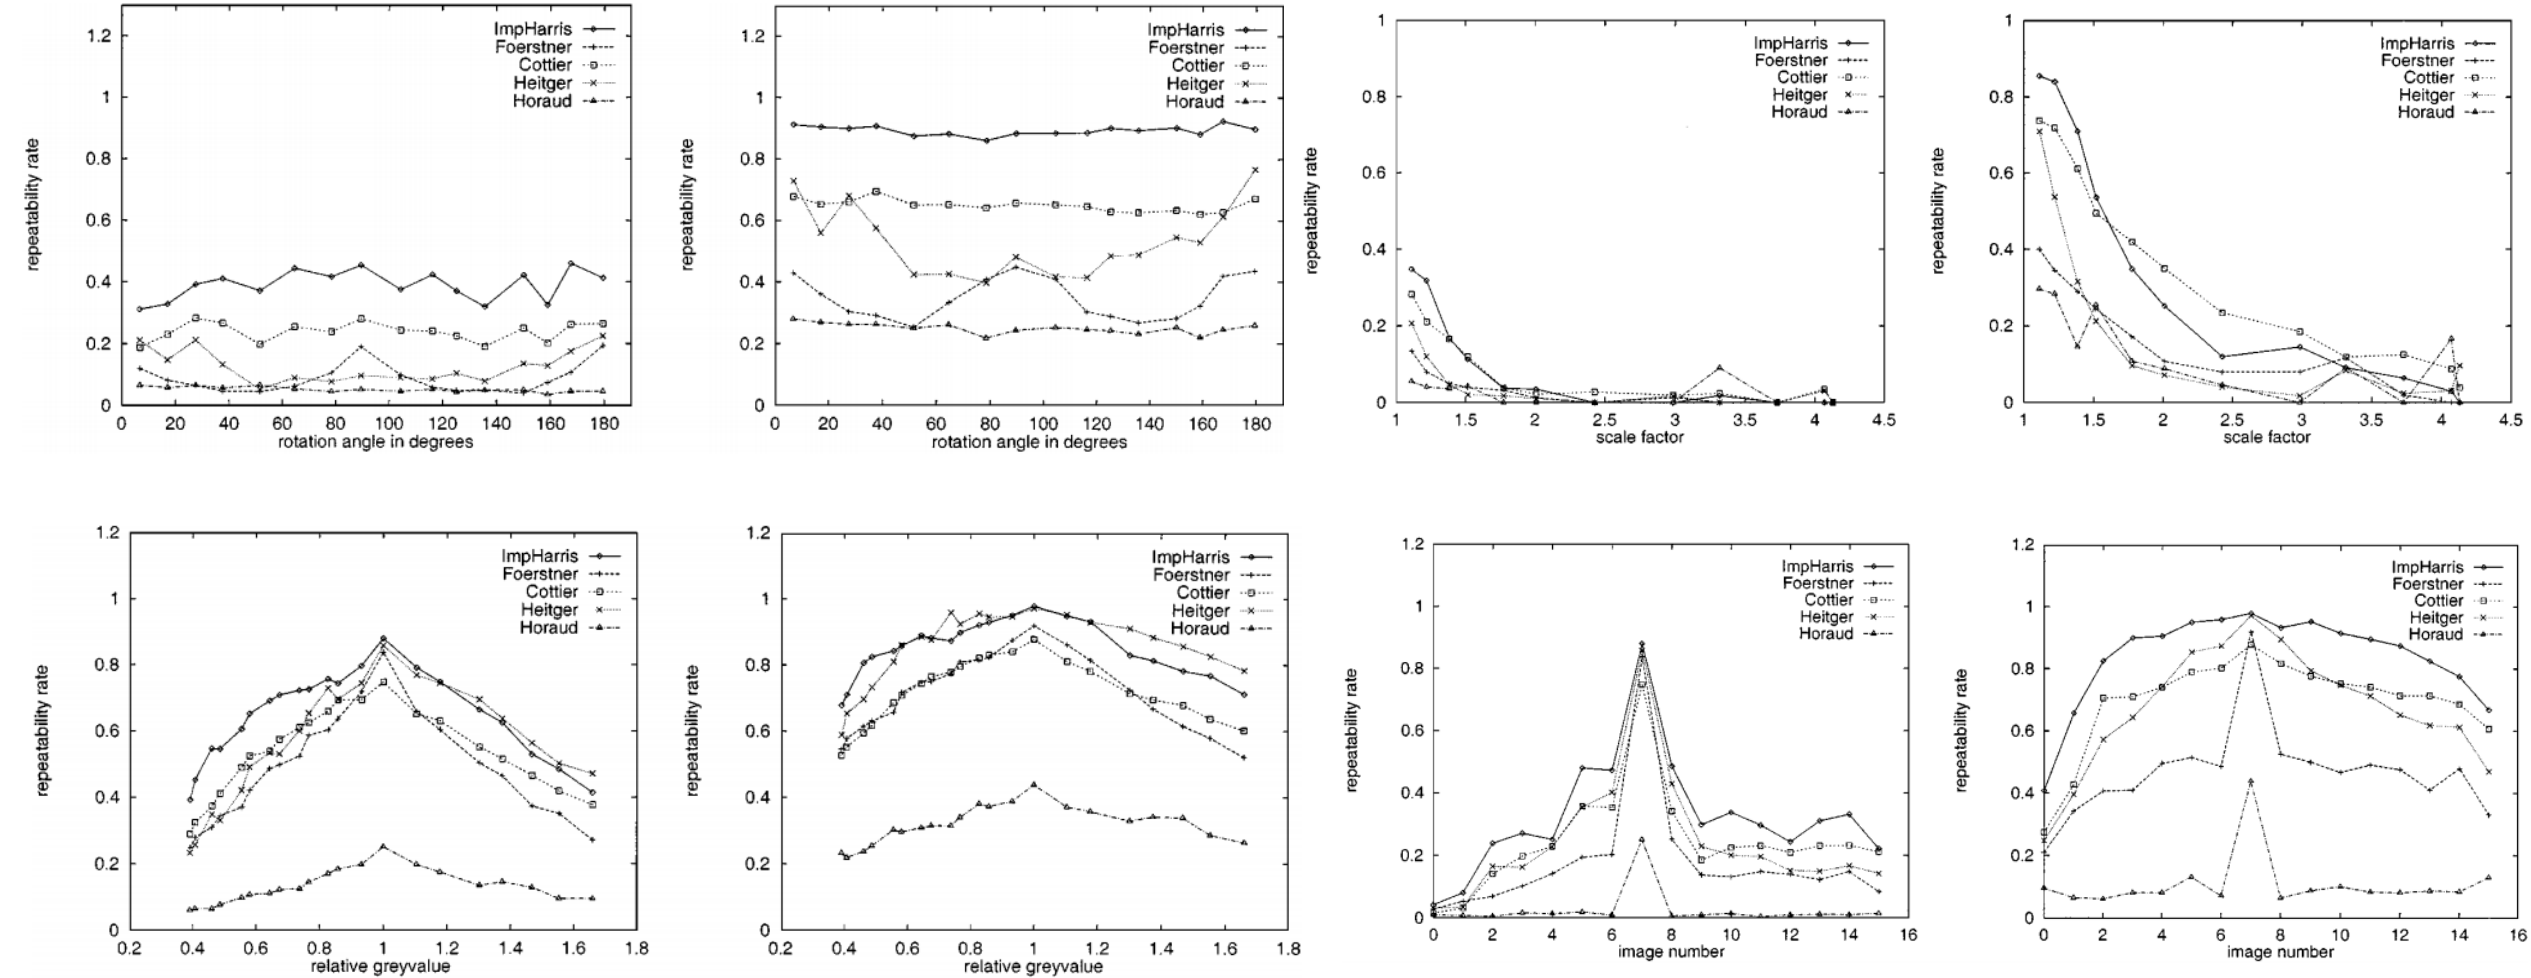 1.2
1
0.8
0.6
0.4
0.2
0
repeatability rate
ImpHarris
Foerstner
Cottier
Heitger
Horaud
0 20 40 60 80 100 120 140 160 180
rotation angle in degrees
1.2
1
0.8
0.6
0.4
0.2
0
repeatability rate
ImpHarris
Foerstner
Cottier
Heitger
Horaud
0 20 40 60 80 100 120 140 160 180
rotation angle in degrees
1
0.8
0.6
0.4
0.2
0
repeatability rate
ImpHarris
Foerstner
Cottier
Heitger
Horaud
1 1.5 2 2.5 3 3.5 4 4.5
scale factor
1
0.8
0.6
0.4
0.2
0
repeatability rate
ImpHarris
Foerstner
Cottier
Heitger
Horaud
1 1.5 2 2.5 3 3.5 4 4.5
scale factor
1.2
1
0.8
0.6
0.4
0.2
0
repeatability rate
ImpHarris
Foerstner
Cottier
Heitger
Horaud
0.2 0.4 0.6 0.8 1 1.2 1.4 1.6 1.8
relative greyvalue
1.2
1
0.8
0.6
0.4
0.2
0
repeatability rate
ImpHarris
Foerstner
Cottier
Heitger
Horaud
0.2 0.4 0.6 0.8 1 1.2 1.4 1.6 1.8
relative greyvalue
1.2
1
0.8
0.6
0.4
0.2
0
repeatability rate
ImpHarris
Foerstner
Cottier
Heitger
Horaud
0 2 4 6 8 10 12 14 16
image number
1.2
1
0.8
0.6
0.4
0.2
0
repeatability rate
ImpHarris
Foerstner
Cottier
Heitger
Horaud
0 2 4 6 8 10 12 14 16
image number